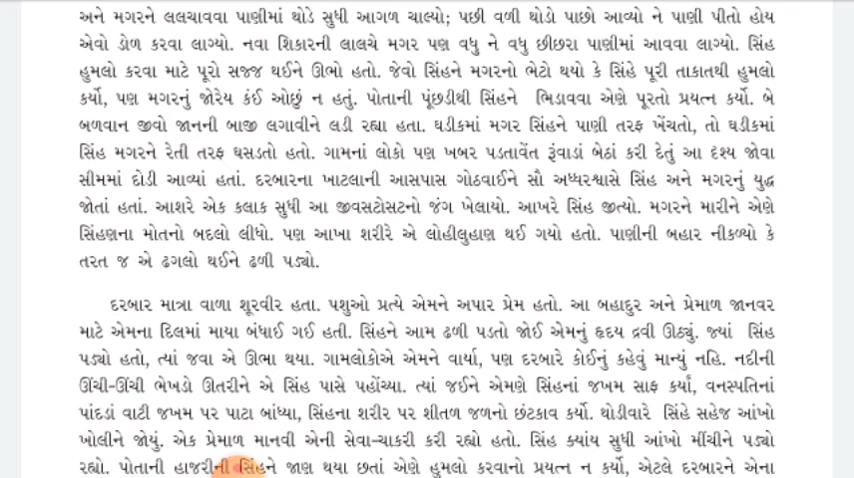 અને મગરને લલચાવવા પાણીમાં થોડે સુધી આગળ ચાલ્યો; પછી વળી થોડો પાછો આવ્યો ને પાણી પીતો હોય
એવો ડોળ કરવા લાગ્યો. નવા શિકારની લાલચે મગર પણ વધુ ને વધુ છીછરા પાણીમાં આવવા લાગ્યો. સિંહ
હુમલો કરવા માટે પૂરો સજ્જ થઈને ઊભો હતો. જેવો સિંહને મગરનો ભેટો થયો કે સિંહે પૂરી તાકાતથી હુમલો
કર્યો, પણ મગરનું જોરેય કંઈ ઓછું ન હતું. પોતાની પૂંછડીથી સિંહને ભિડાવવા એણે પૂરતો પ્રયત્ન કર્યો. બે
બળવાન જીવો જાનની બાજી લગાવીને લડી રહ્યા હતા. ઘડીકમાં મગર સિંહને પાણી તરફ ખેંચતો, તો ઘડીકમાં
સિંહ મગરને રેતી તરફ ઘસડતો હતો. ગામનાં લોકો પણ ખબર પડતાવેંત રૂંવાડાં બેઠાં કરી દેતું આ દૃશ્ય જોવા
સીમમાં દોડી આવ્યાં હતાં. દરબારના ખાટલાની આસપાસ ગોઠવાઈને સૌ અધ્ધરશ્વાસે સિંહ અને મગરનું યુદ્ધ
જોતાં હતાં. આશરે એક કલાક સુધી આ જીવસટોસટનો જંગ ખેલાયો. આખરે સિંહ જીત્યો. મગરને મારીને એણે
સિંહણના મોતનો બદલો લીધો. પણ આખા શરીરે એ લોહીલુહાણ થઈ ગયો હતો. પાણીની બહાર નીકળ્યો કે
તરત જ એ ઢગલો થઈને ઢળી પડ્યો.
દરબાર માત્રા વાળા શૂરવીર હતા. પશુઓ પ્રત્યે એમને અપાર પ્રેમ હતો. આ બહાદુર અને પ્રેમાળ જાનવર
માટે એમના દિલમાં માયા બંધાઈ ગઈ હતી. સિંહને આમ ઢળી પડતો જોઈ એમનું હૃદય દ્રવી ઊઠ્યું. જ્યાં સિંહ
પડ્યો હતો, ત્યાં જવા એ ઊભા થયા. ગામલોકોએ એમને વાર્યા, પણ દરબારે કોઈનું કહેવું માન્યું નહિ. નદીની
ઊંચી-ઊંચી ભેખડો ઊતરીને એ સિંહ પાસે પહોંચ્યા. ત્યાં જઈને એમણે સિંહનાં જખમ સાફ કર્યાં, વનસ્પતિનાં
પાંદડાં વાટી જખમ પર પાટા બાંધ્યા, સિંહના શરીર પર શીતળ જળનો છંટકાવ કર્યો. થોડીવારે સિંહે સહેજ આંખો
ખોલીને જોયું. એક પ્રેમાળ માનવી એની સેવા-ચાકરી કરી રહ્યો હતો. સિંહ ક્યાંય સુધી આંખો મીંચીને પડ્યો
રહ્યો. પોતાની હાજરીની સિંહને જાણ થયા છતાં એણે હુમલો કરવાનો પ્રયત્ન ન કર્યો, એટલે દરબારને એના